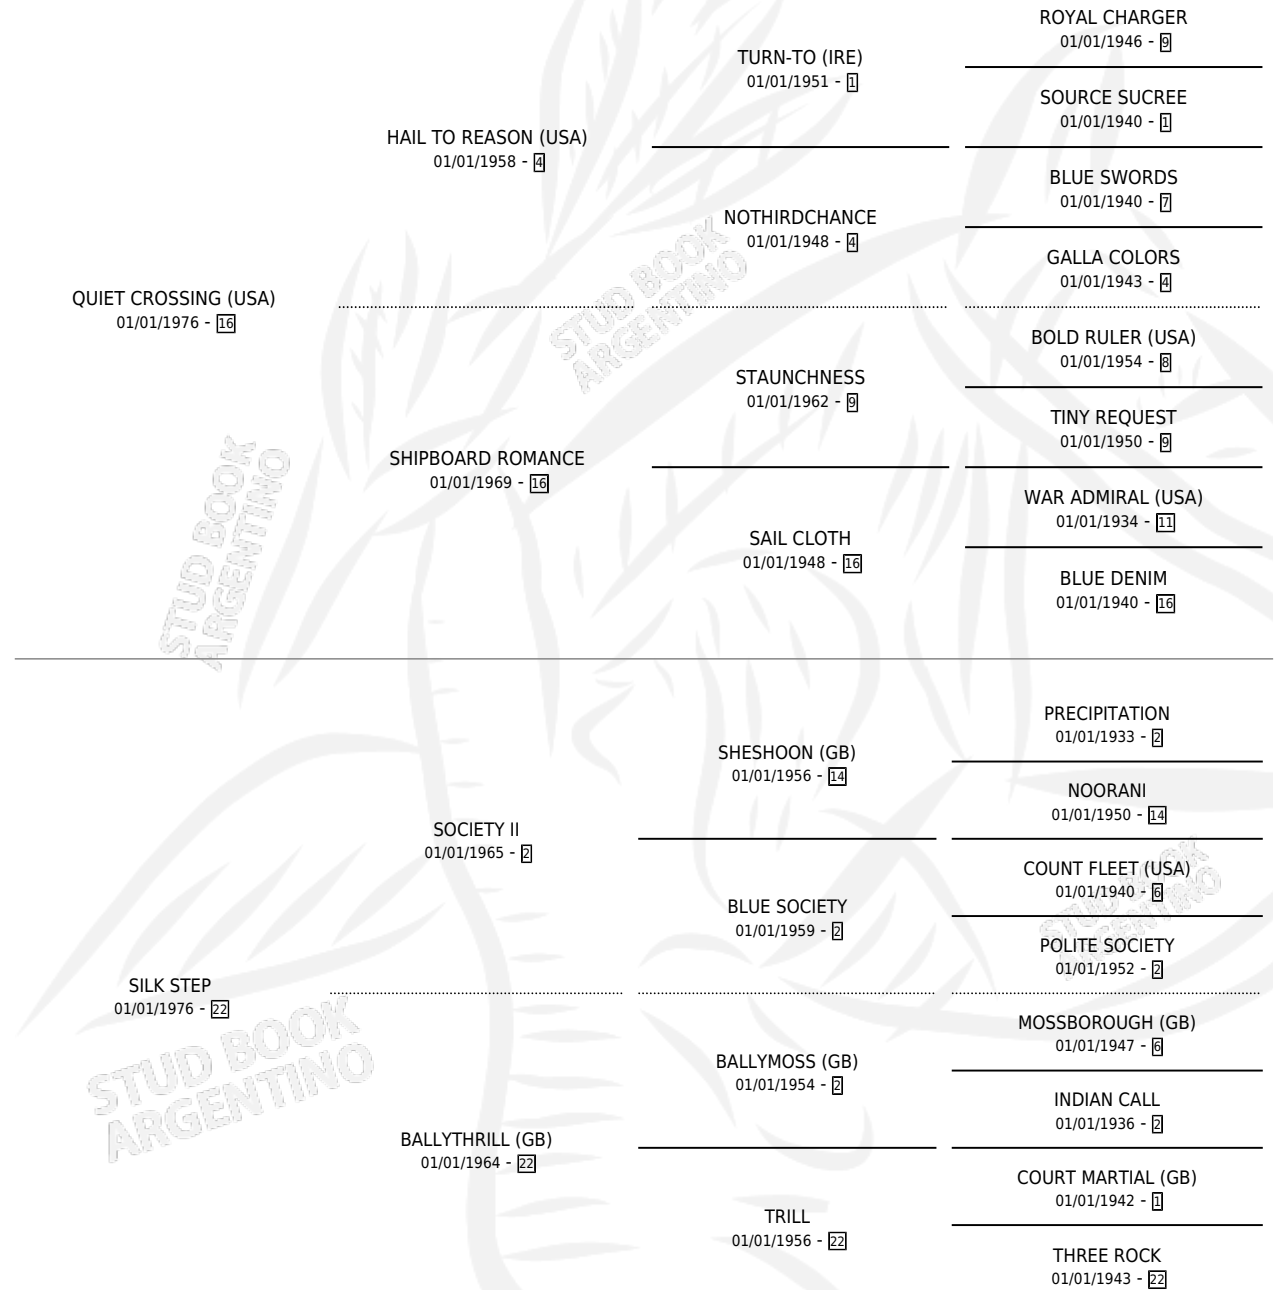 ROYAL CHARGER
01/01/1946 - 9
TURN-TO (IRE)
01/01/1951 - 1
SOURCE SUCREE
01/01/1940 - 1
HAIL TO REASON (USA)
01/01/1958 - 4
BLUE SWORDS
01/01/1940 - 7
NOTHIRDCHANCE
01/01/1948 - 4
GALLA COLORS
01/01/1943 - 4
QUIET CROSSING (USA)
01/01/1976 - 16
STUD BOOK
ARGENTINO
BOLD RULER (USA)
01/01/1954 - 8
STAUNCHNESS
01/01/1962 - 9
TINY REQUEST
01/01/1950 - 9
SHIPBOARD ROMANCE
01/01/1969 - 16
WAR ADMIRAL (USA)
01/01/1934 - 11
SAIL CLOTH
01/01/1948 - 16
BLUE DENIM
01/01/1940 - 16
STUD BOOK
ARGENTINO
PRECIPITATION
01/01/1933 - 2
SHESHOON (GB)
01/01/1956 - 14
NOORANI
01/01/1950 - 14
SOCIETY II
01/01/1965 - 2
COUNT FLEET (USA)
01/01/1940 - 6
BLUE SOCIETY
01/01/1959 - 2
STUD BOOK
ARGENTINO
POLITE SOCIETY
01/01/1952 - 2
SILK STEP
01/01/1976 - 22
MOSSBOROUGH (GB)
01/01/1947 - 6
BALLYMOSS (GB)
01/01/1954 - 2
INDIAN CALL
01/01/1936 - 2
STUD BOOK
ARGENTINO
BALLYTHRILL (GB)
01/01/1964 - 22
COURT MARTIAL (GB)
01/01/1942 - 1
TRILL
01/01/1956 - 22
THREE ROCK
01/01/1943 - 22